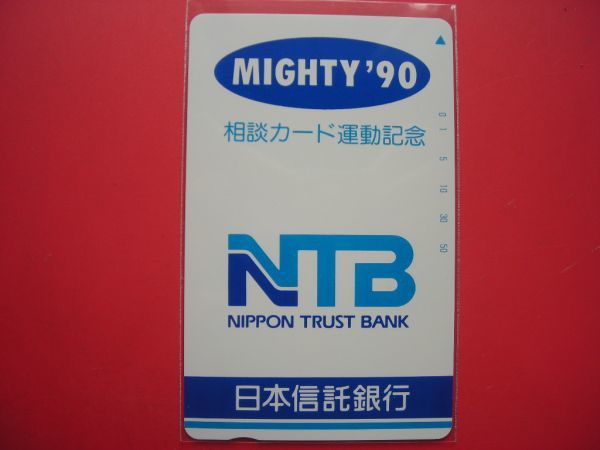 MIGHTY '90
相談カード運動記念
0 1 5 10 30 50
NTB
NIPPON TRUST BANK
日本信託銀行